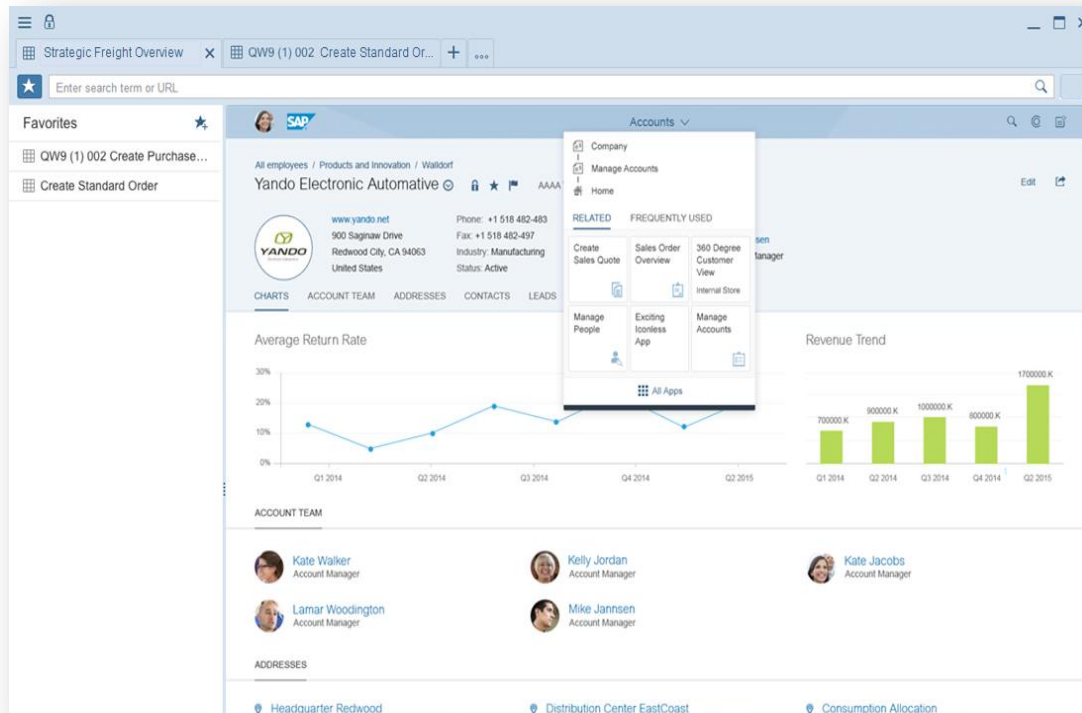 Strategic Freight Overview
QW9 (1) 002 Create Standard Or...
Enter search term or URL
Favorites
QW9 (1) 002 Create Purchase...
Create Standard Order
SAP
Accounts
Company
Manage Accounts
Home
RELATED FREQUENTLY USED
Create Sales Quote
Sales Order Overview
360 Degree Customer View
Internal Store
Manage People
Exciting Iconless App
Manage Accounts
All Apps
All employees / Products and Innovation / Walldorf
Yando Electronic Automative
AAAA
Edit
YANDO
www.yando.net
900 Saginaw Drive
Redwood City, CA 94063
United States
Phone: +1 518 482-483
Fax: +1 518 482-497
Industry: Manufacturing
Status: Active
CHARTS ACCOUNT TEAM ADDRESSES CONTACTS LEADS
Average Return Rate
30%
20%
10%
0%
Q1 2014 Q2 2014 Q3 2014 Q4 2014 Q2 2015
Revenue Trend
700000.K 900000.K 1000000.K 800000.K 1700000.K
Q1 2014 Q2 2014 Q3 2014 Q4 2014 Q2 2015
ACCOUNT TEAM
Kate Walker
Account Manager
Kelly Jordan
Account Manager
Kate Jacobs
Account Manager
Lamar Woodington
Account Manager
Mike Jannsen
Account Manager
ADDRESSES
Headquarter Redwood
Distribution Center EastCoast
Consumption Allocation